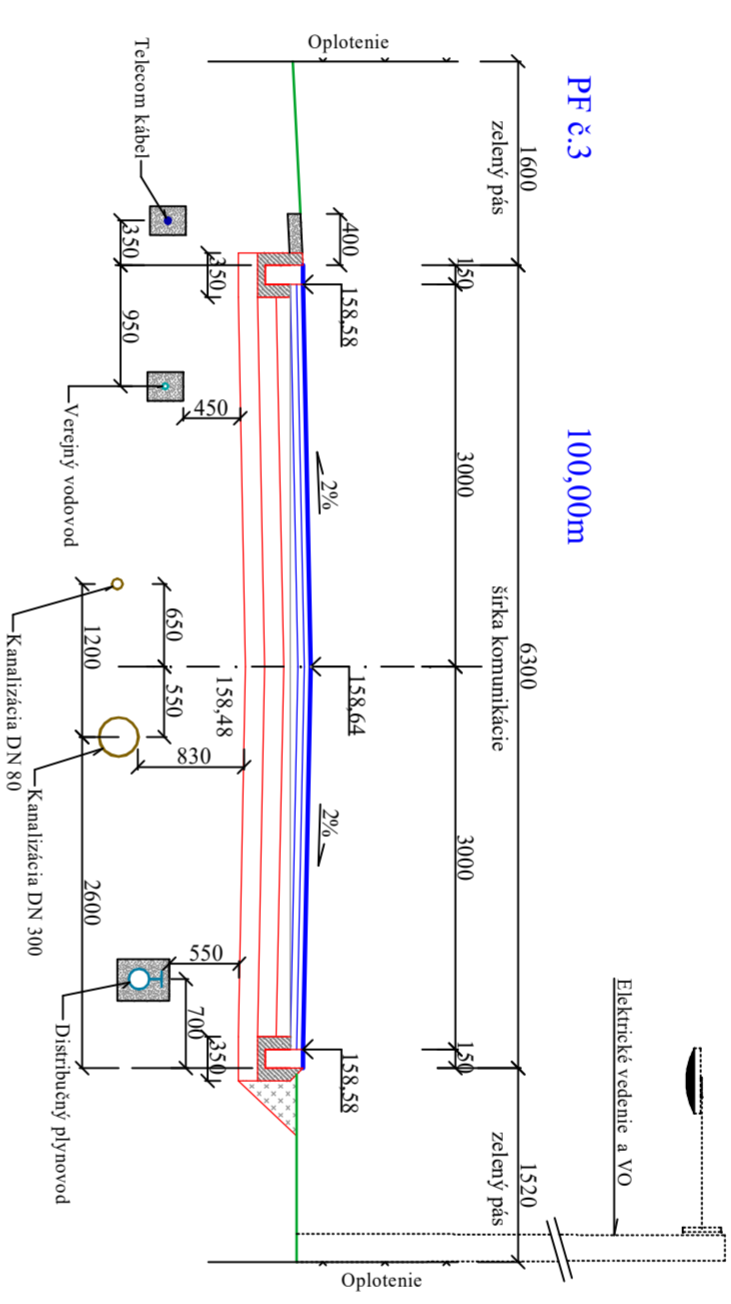 PF č.3
100,00m
Oplotenie
1600
zelený pás
6300
šírka komunikácie
1520
zelený pás
Elektrické vedenie a VO
150
3000
3000
150
400
158,58
158,64
158,58
2%
2%
350
450
158,48
830
550
350
700
350
950
650
550
1200
2600
Telecom kábel
Verejný vodovod
Kanalizácia DN 80
Kanalizácia DN 300
Distribučný plynovod
Oplotenie